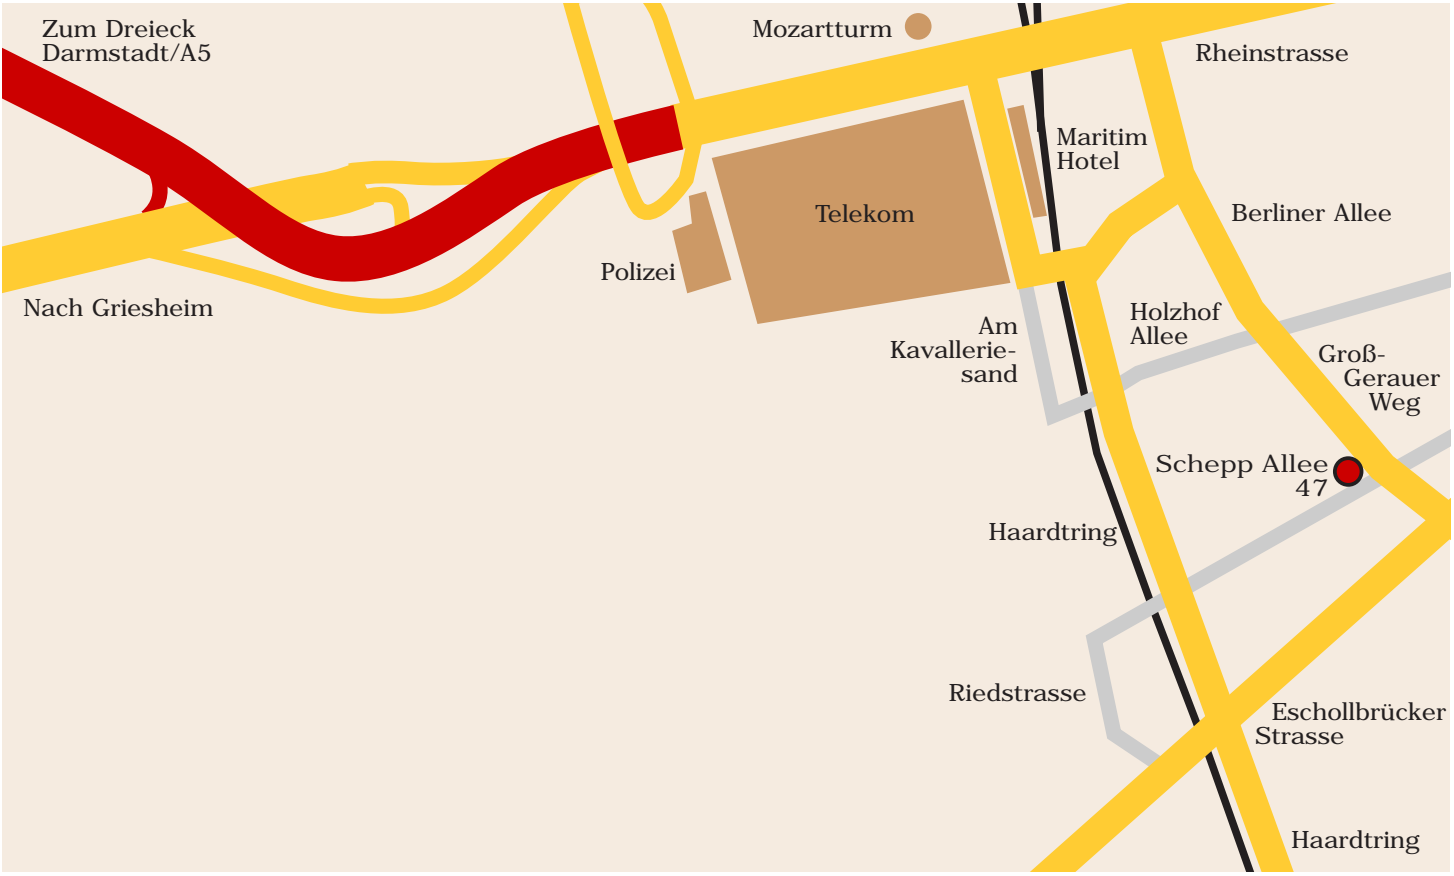 Zum Dreieck
Darmstadt/A5
Mozartturm
Rheinstrasse
Maritim
Hotel
Telekom
Berliner Allee
Polizei
Nach Griesheim
Am
Kavallerie-
sand
Holzhof
Allee
Groß-
Gerauer
Weg
Schepp Allee
47
Haardtring
Riedstrasse
Eschollbrücker
Strasse
Haardtring